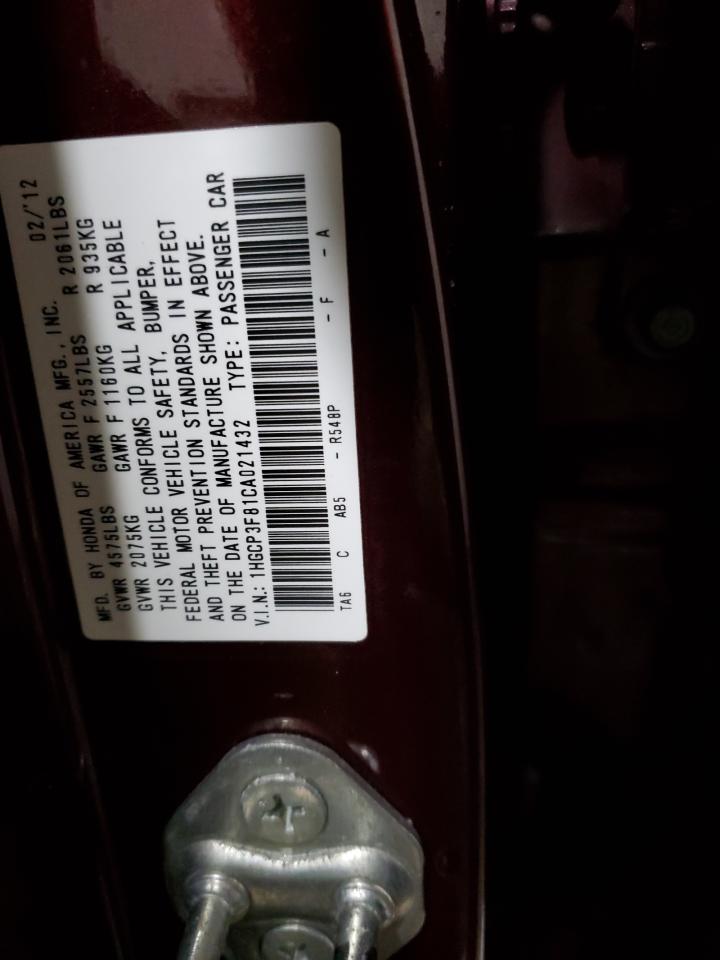 MFD. BY HONDA OF AMERICA MFG., INC. 02/'12
GVWR 4575LBS GAWR F 2557LBS R 2061LBS
GVWR 2075KG GAWR F 1160KG R 935KG
THIS VEHICLE CONFORMS TO ALL APPLICABLE
FEDERAL MOTOR VEHICLE SAFETY, BUMPER,
AND THEFT PREVENTION STANDARDS IN EFFECT
ON THE DATE OF MANUFACTURE SHOWN ABOVE.
V.I.N.: 1HGCP3F81CA021432 TYPE: PASSENGER CAR
TA6 C AB5 - R548P - F - A